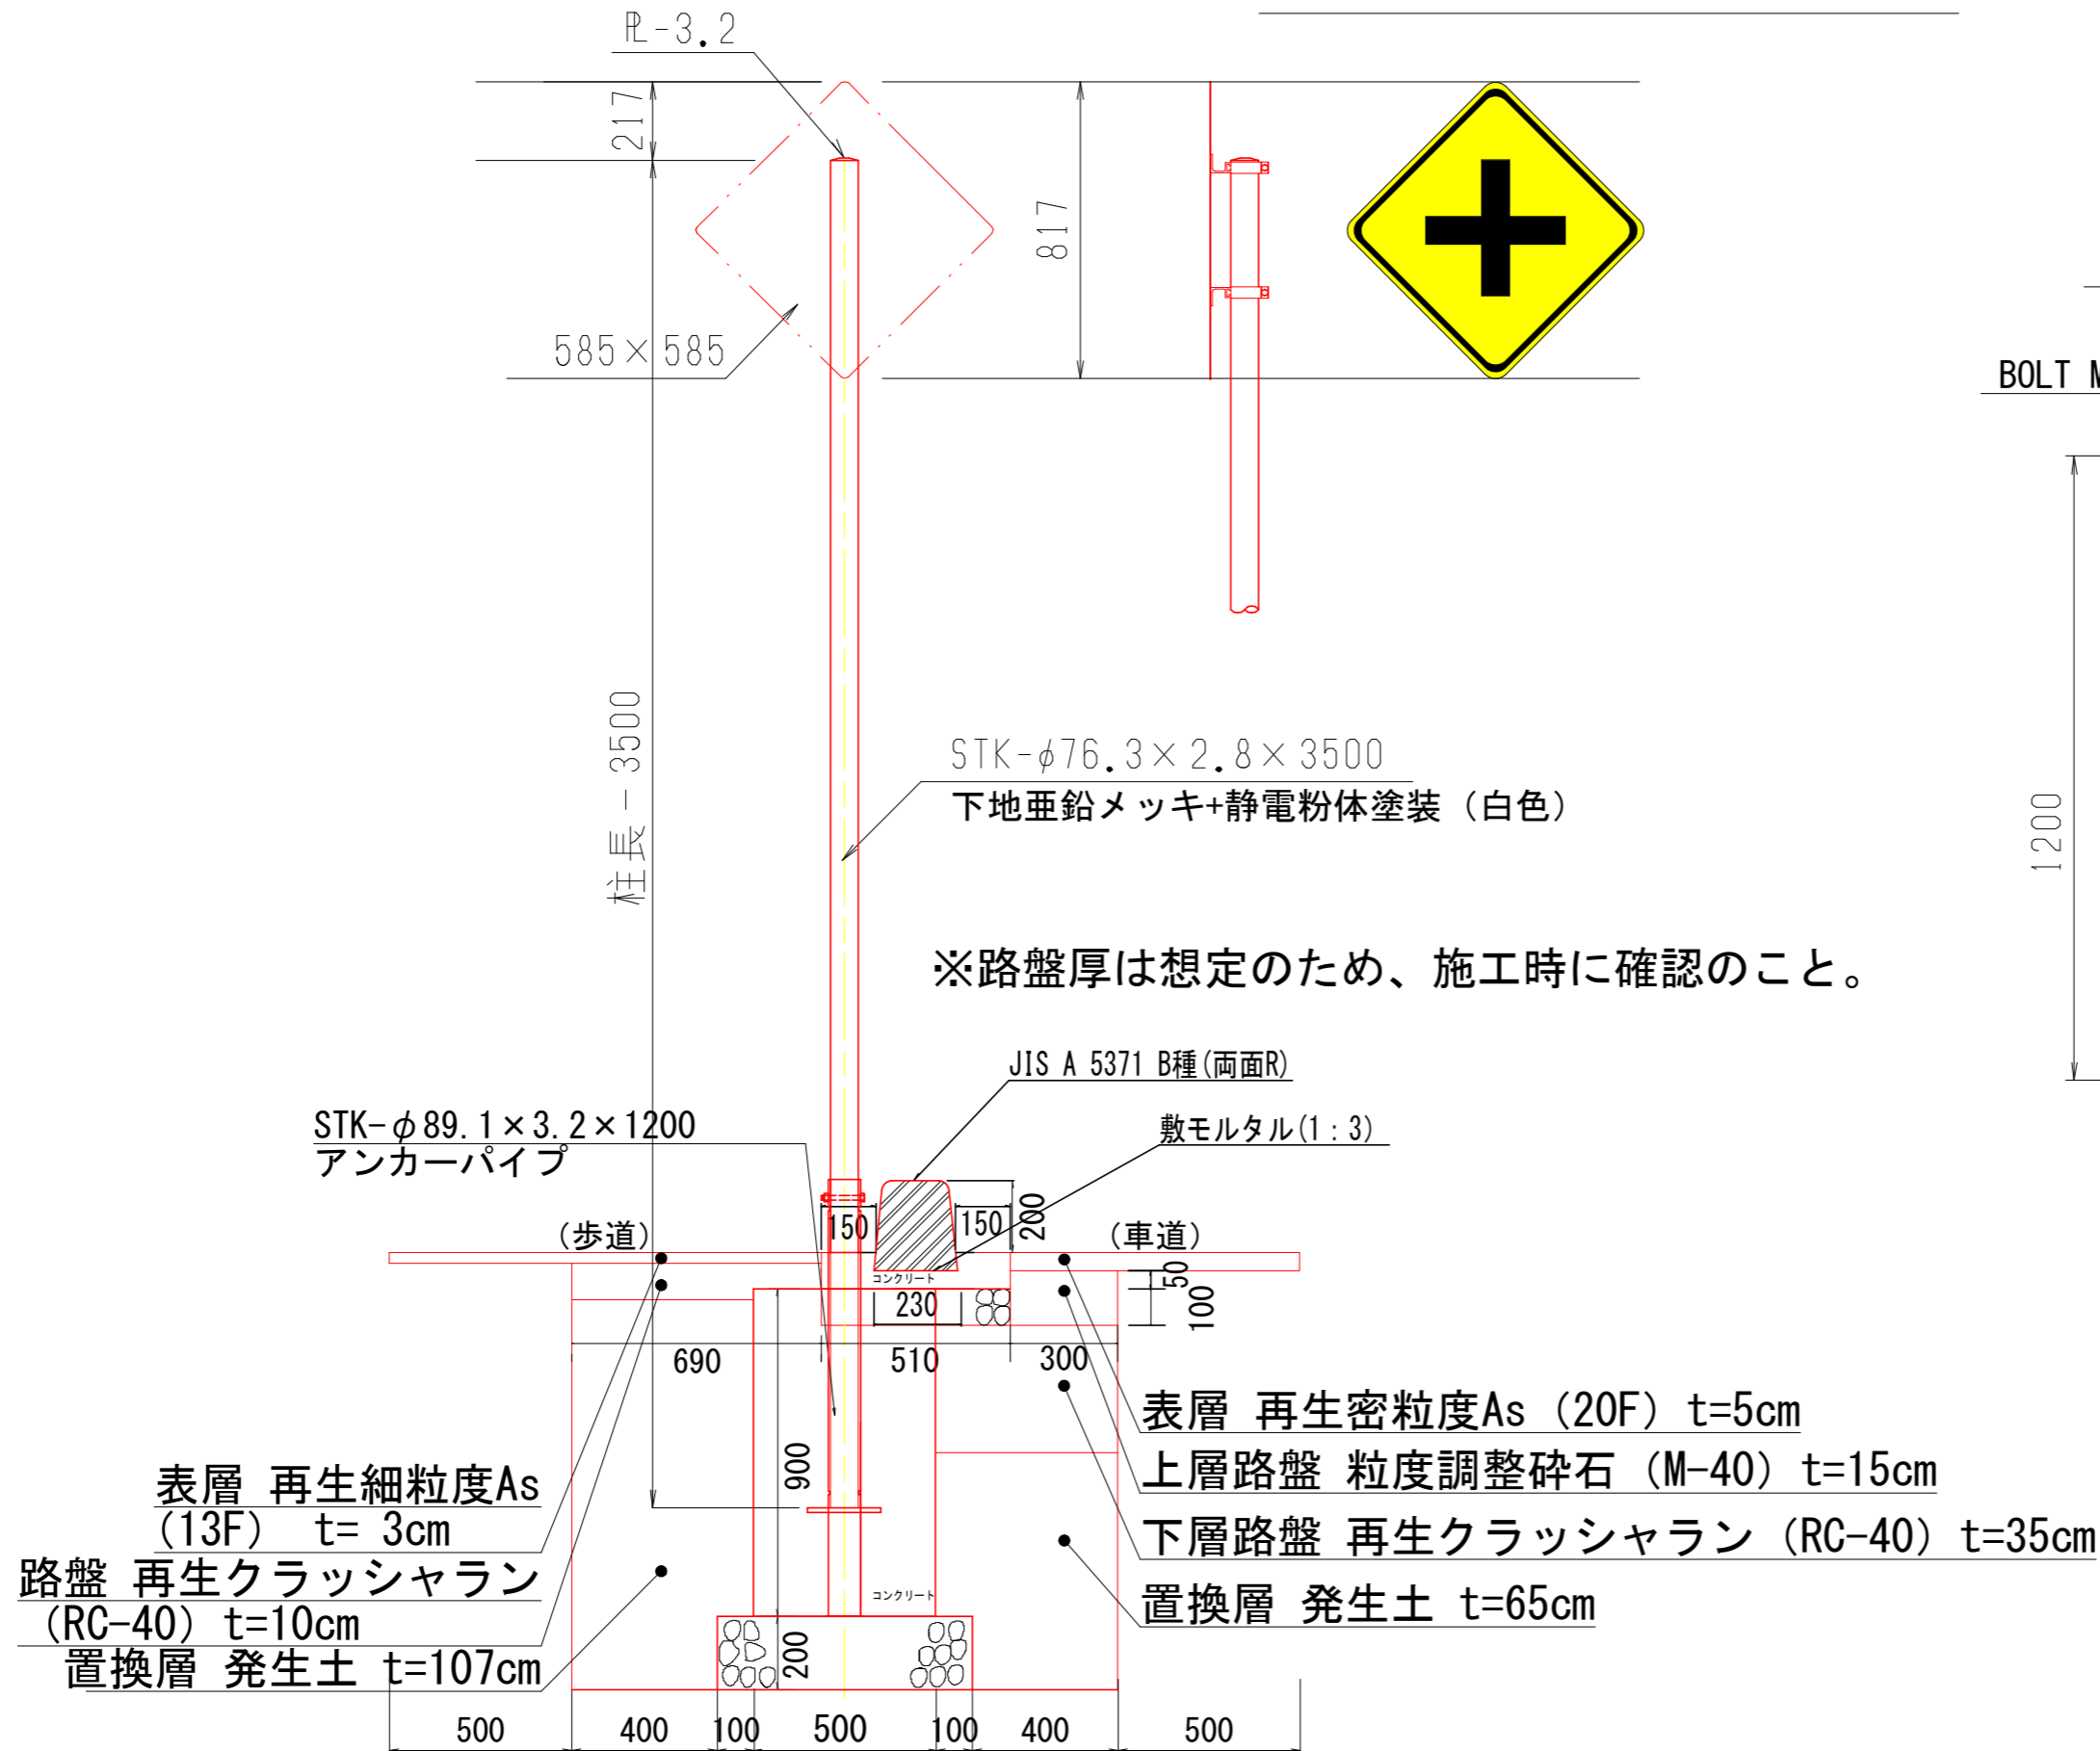 PL-3.2
217
817
585×585
BOLT M
柱長-3500
STK-φ76.3×2.8×3500
下地亜鉛メッキ+静電粉体塗装（白色）
1200
※路盤厚は想定のため、施工時に確認のこと。
JIS A 5371 B種(両面R)
敷モルタル(1：3)
STK-φ89.1×3.2×1200
アンカーパイプ
150
150
200
（歩道）
（車道）
コンクリート
50
100
230
690
510
300
900
表層 再生密粒度As（20F）t=5cm
上層路盤 粒度調整砕石（M-40）t=15cm
下層路盤 再生クラッシャラン（RC-40）t=35cm
置換層 発生土 t=65cm
表層 再生細粒度As
（13F） t= 3cm
路盤 再生クラッシャラン
（RC-40）t=10cm
置換層 発生土 t=107cm
コンクリート
200
500
400
100
500
100
400
500